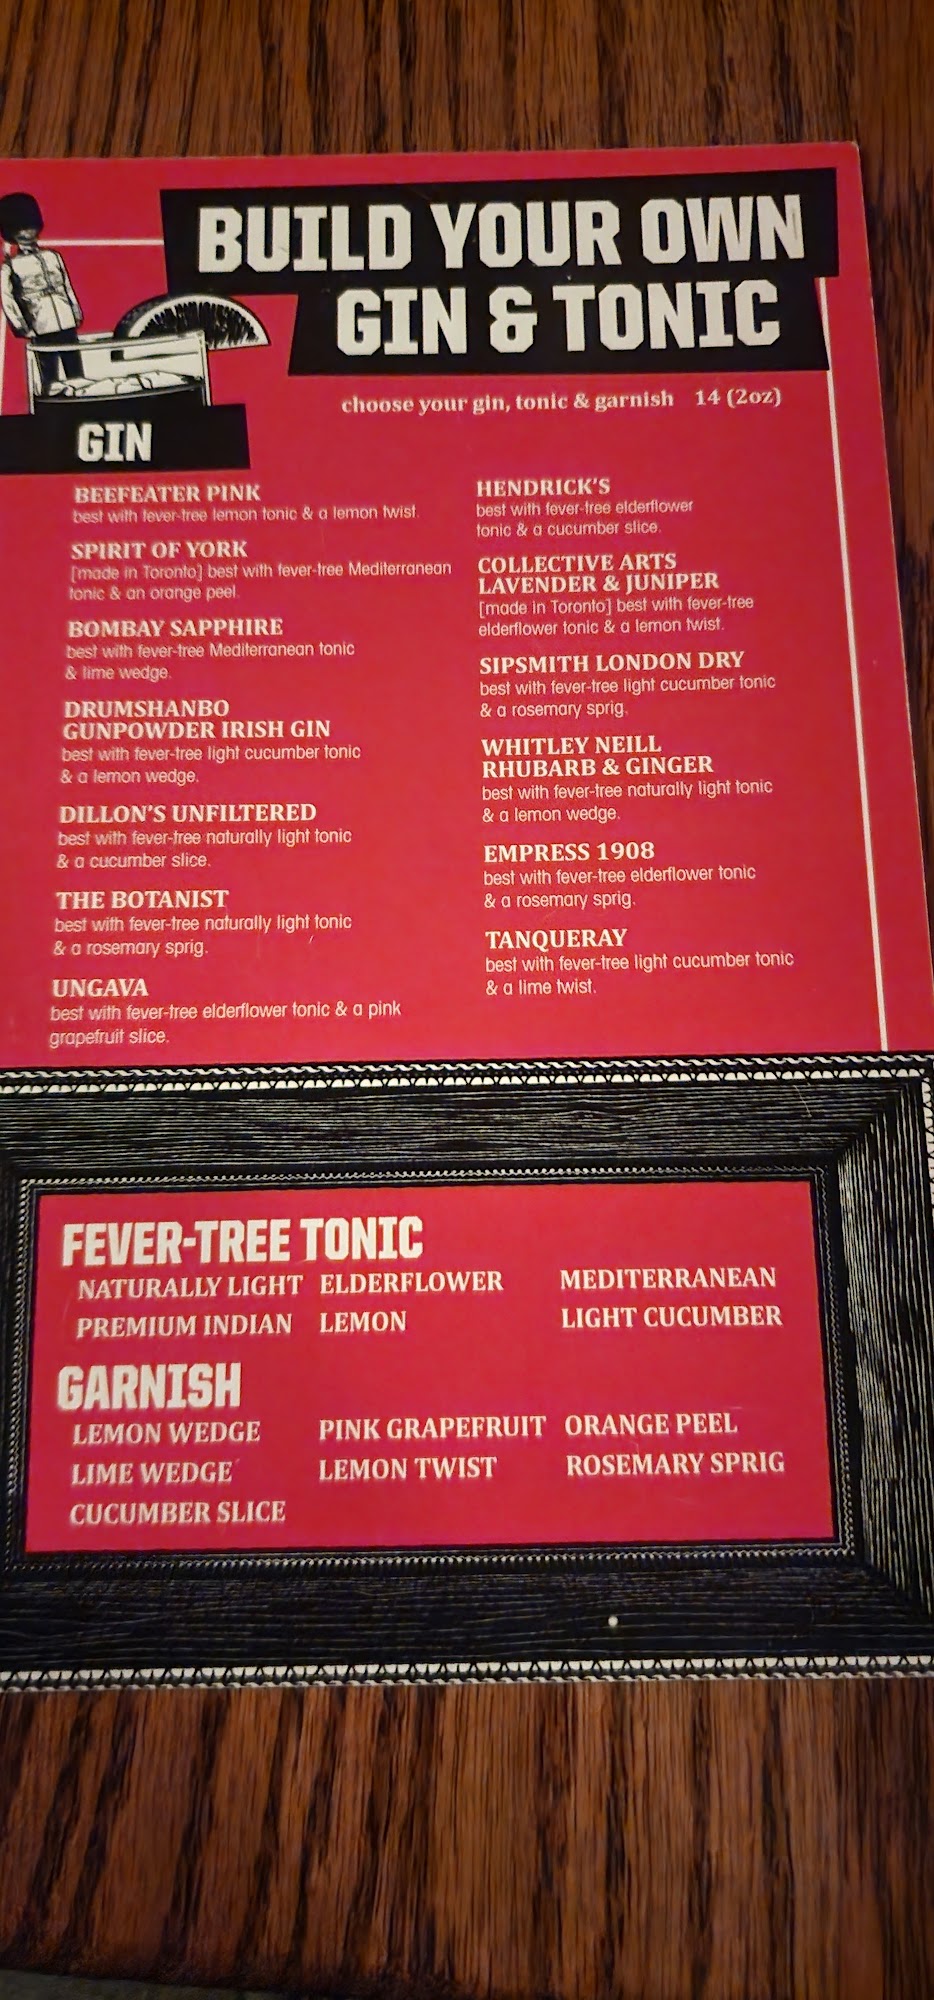 BUILD YOUR OWN
GIN & TONIC
choose your gin, tonic & garnish 14 (2oz)
GIN
BEEFEATER PINK
best with fever-tree lemon tonic & a lemon twist.
SPIRIT OF YORK
[made in Toronto] best with fever-tree Mediterranean
tonic & an orange peel.
BOMBAY SAPPHIRE
best with fever-tree Mediterranean tonic
& lime wedge.
DRUMSHANBO
GUNPOWDER IRISH GIN
best with fever-tree light cucumber tonic
& a lemon wedge.
DILLON'S UNFILTERED
best with fever-tree naturally light tonic
& a cucumber slice.
THE BOTANIST
best with fever-tree naturally light tonic
& a rosemary sprig.
UNGAVA
best with fever-tree elderflower tonic & a pink
grapefruit slice.
HENDRICK'S
best with fever-tree elderflower
tonic & a cucumber slice.
COLLECTIVE ARTS
LAVENDER & JUNIPER
[made in Toronto] best with fever-tree
elderflower tonic & a lemon twist.
SIPSMITH LONDON DRY
best with fever-tree light cucumber tonic
& a rosemary sprig.
WHITLEY NEILL
RHUBARB & GINGER
best with fever-tree naturally light tonic
& a lemon wedge.
EMPRESS 1908
best with fever-tree elderflower tonic
& a rosemary sprig.
TANQUERAY
best with fever-tree light cucumber tonic
& a lime twist.
FEVER-TREE TONIC
NATURALLY LIGHT ELDERFLOWER MEDITERRANEAN
PREMIUM INDIAN LEMON LIGHT CUCUMBER
GARNISH
LEMON WEDGE PINK GRAPEFRUIT ORANGE PEEL
LIME WEDGE LEMON TWIST ROSEMARY SPRIG
CUCUMBER SLICE